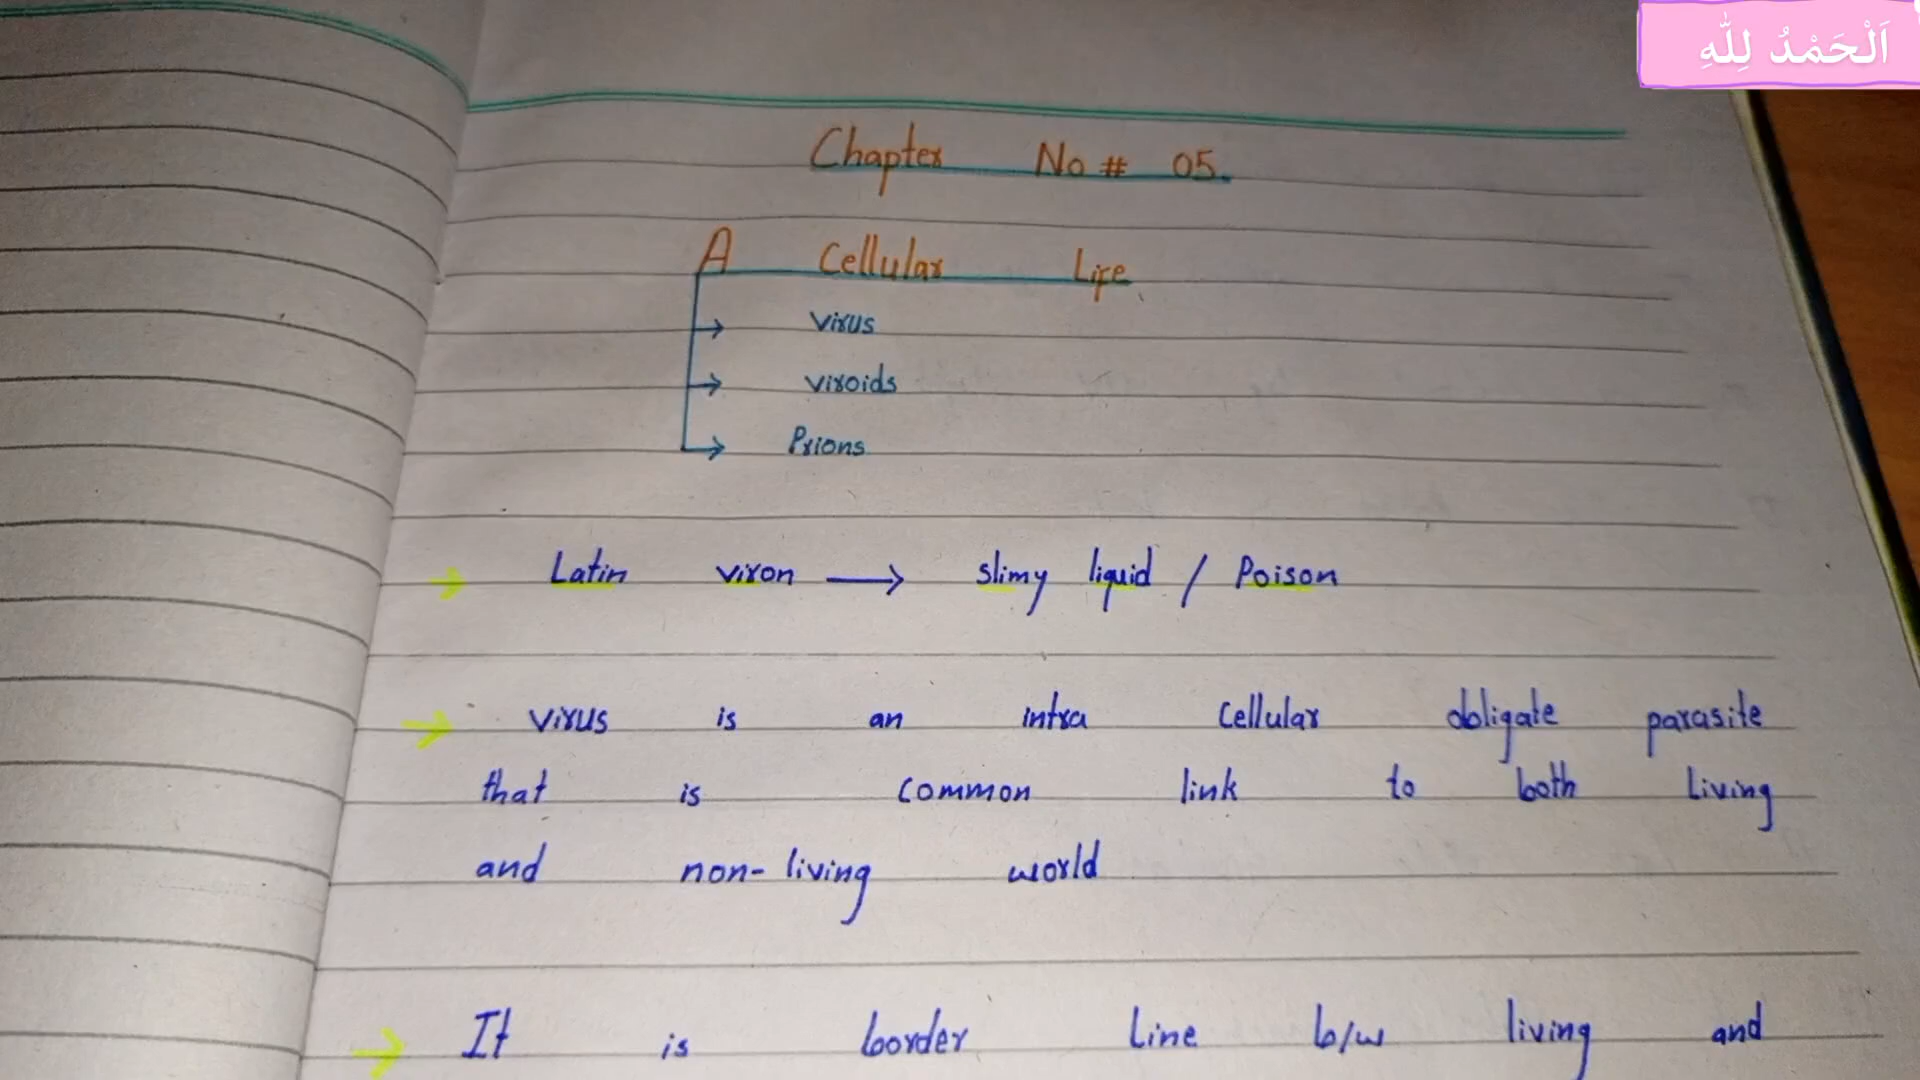 اَلْحَمْدُ لِلّٰهِ
Chapter No # 05.
A Cellular Life
Virus
Viroids
Prions
Latin viron → slimy liquid / Poison
Virus is an intra Cellular obligate parasite
that is common link to both living
and non-living world
It is border Line b/w living and